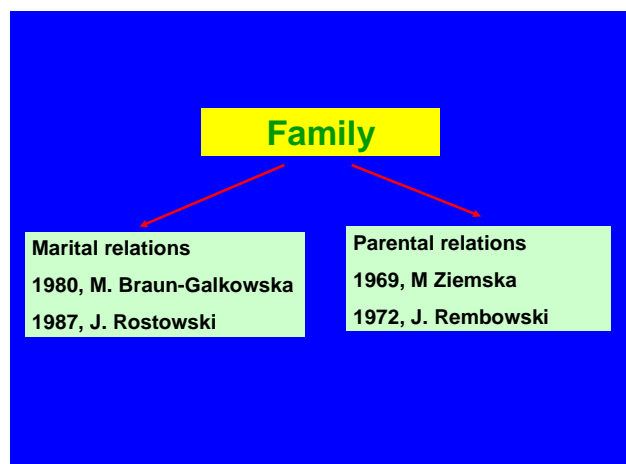 Family
Marital relations
1980, M. Braun-Galkowska
1987, J. Rostowski
Parental relations
1969, M Ziemska
1972, J. Rembowski